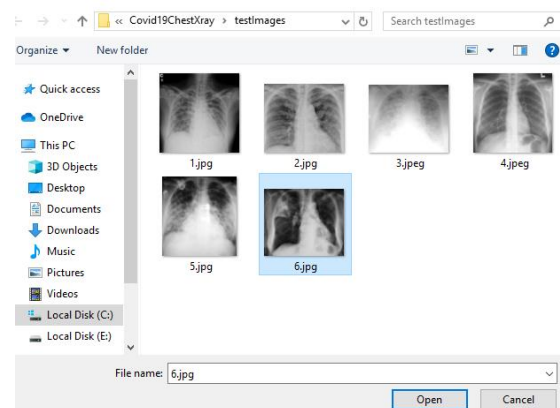 « Covid19ChestXray › testImages
Search testImages
Organize
New folder
Quick access
OneDrive
This PC
3D Objects
Desktop
Documents
Downloads
Music
Pictures
Videos
Local Disk (C:)
Local Disk (E:)
1.jpg
2.jpg
3.jpeg
4.jpeg
5.jpg
6.jpg
File name: 6.jpg
Open
Cancel